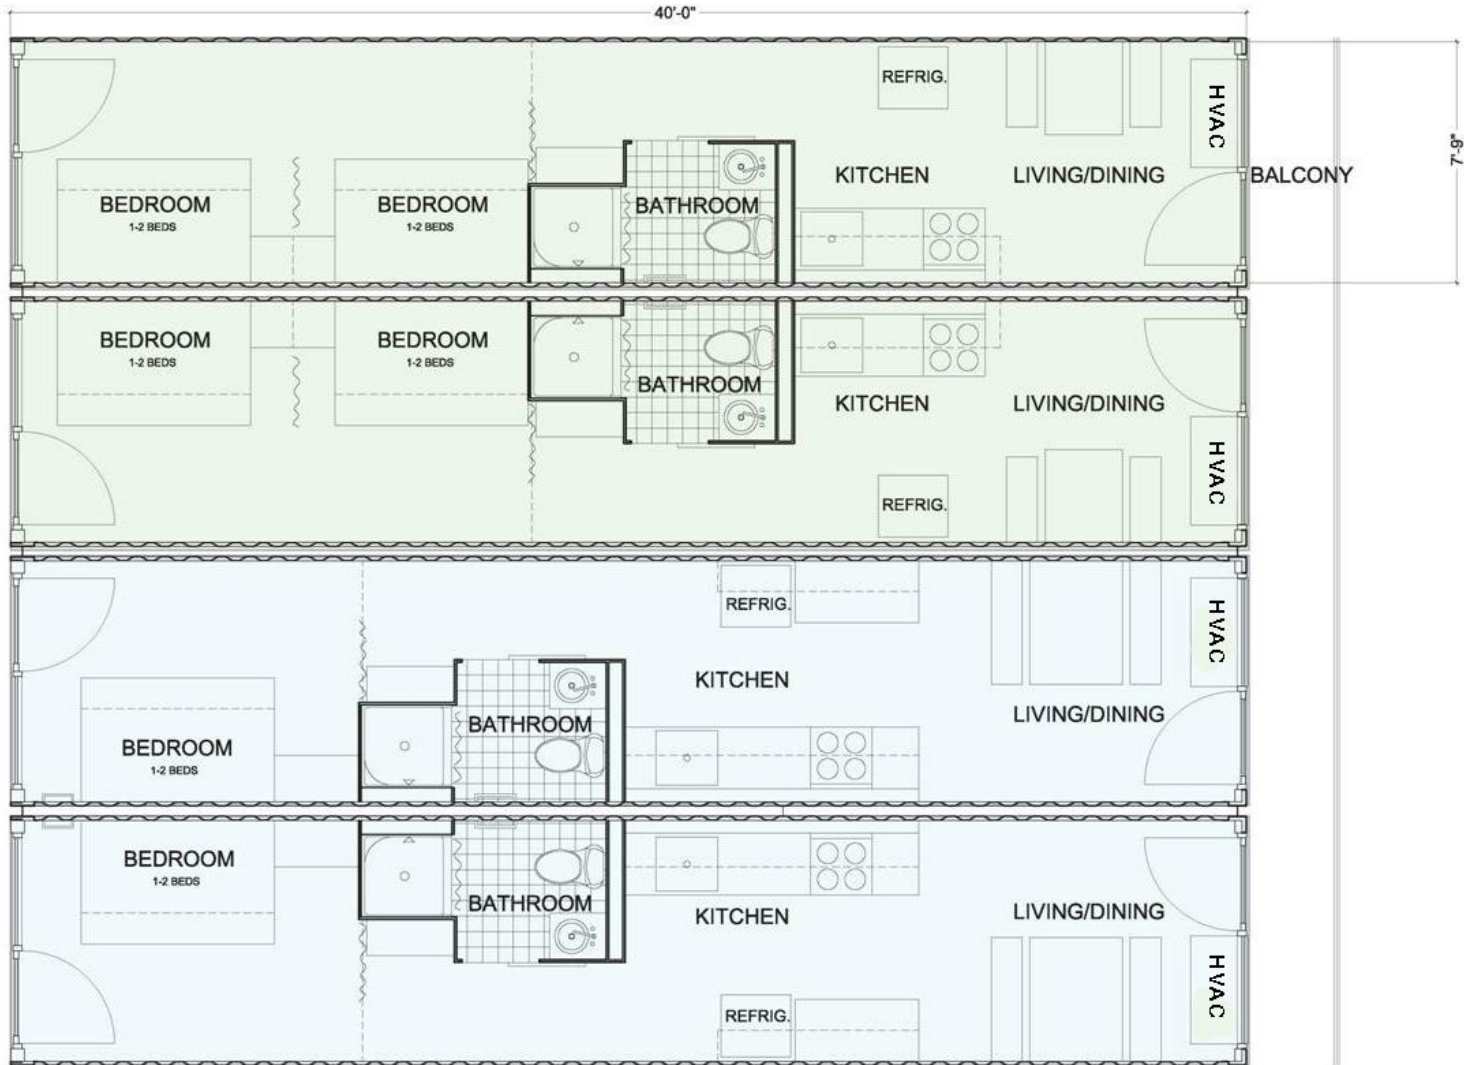 40'-0"
REFRIG.
HVAC
7'-9"
KITCHEN
LIVING/DINING
BALCONY
BEDROOM
1-2 BEDS
BEDROOM
1-2 BEDS
BATHROOM
BEDROOM
1-2 BEDS
BEDROOM
1-2 BEDS
BATHROOM
KITCHEN
LIVING/DINING
HVAC
REFRIG.
REFRIG.
HVAC
KITCHEN
LIVING/DINING
BATHROOM
BEDROOM
1-2 BEDS
BEDROOM
1-2 BEDS
BATHROOM
KITCHEN
LIVING/DINING
HVAC
REFRIG.